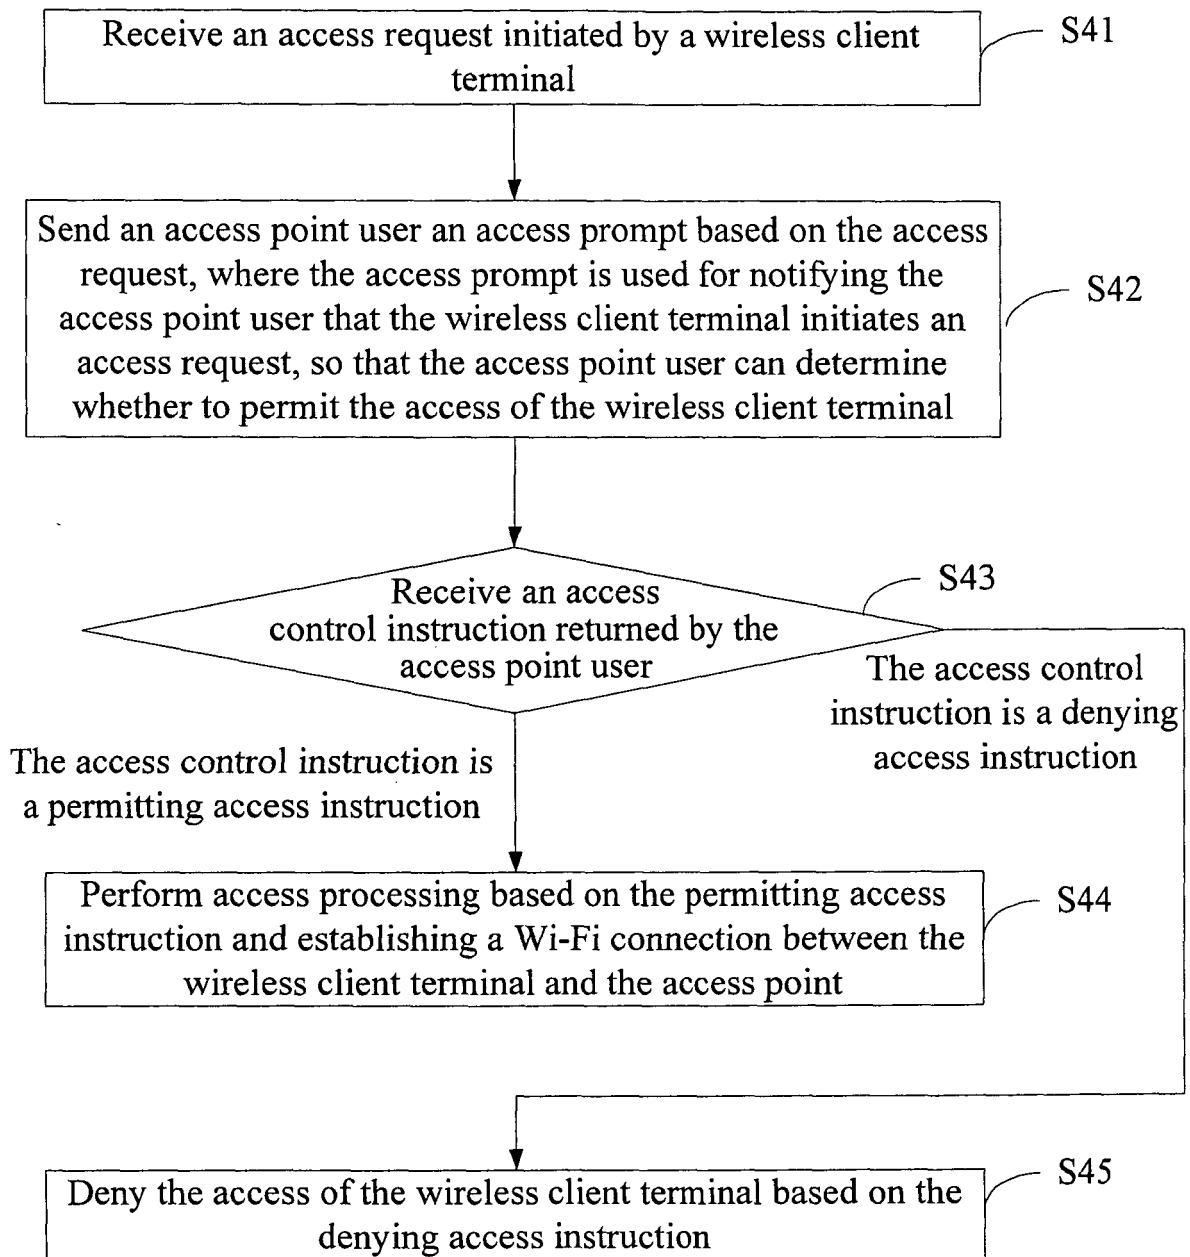 Receive an access request initiated by a wireless client
terminal
S41
Send an access point user an access prompt based on the access
request, where the access prompt is used for notifying the
access point user that the wireless client terminal initiates an
access request, so that the access point user can determine
whether to permit the access of the wireless client terminal
S42
Receive an access
control instruction returned by the
access point user
S43
The access control
instruction is a denying
access instruction
The access control instruction is
a permitting access instruction
Perform access processing based on the permitting access
instruction and establishing a Wi-Fi connection between the
wireless client terminal and the access point
S44
Deny the access of the wireless client terminal based on the
denying access instruction
S45